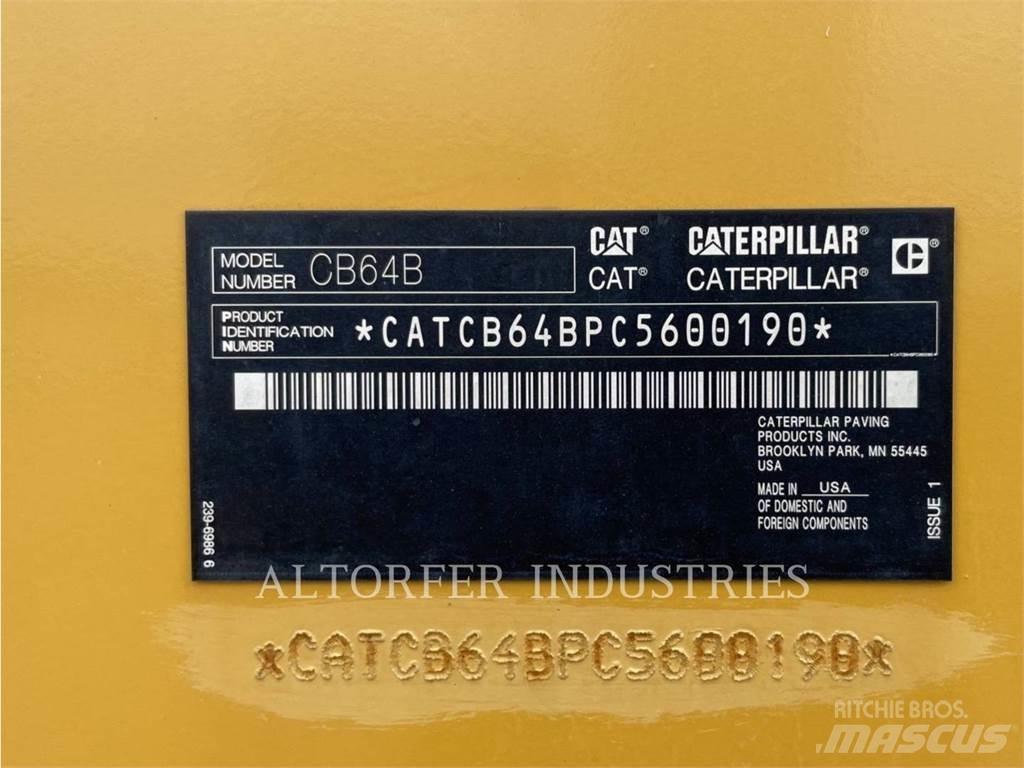 CAT® CATERPILLAR® C®
MODEL NUMBER CB64B
CAT® CATERPILLAR®
PRODUCT
IDENTIFICATION
NUMBER
*CATCB64BPC5600190*
CATERPILLAR PAVING
PRODUCTS INC.
BROOKLYN PARK, MN 55445
USA
MADE IN USA
OF DOMESTIC AND
FOREIGN COMPONENTS
239-6986 6
ISSUE 1
ALTORFER INDUSTRIES
*CATCB64BPC5600190*
RITCHIE BROS.
MASCUS